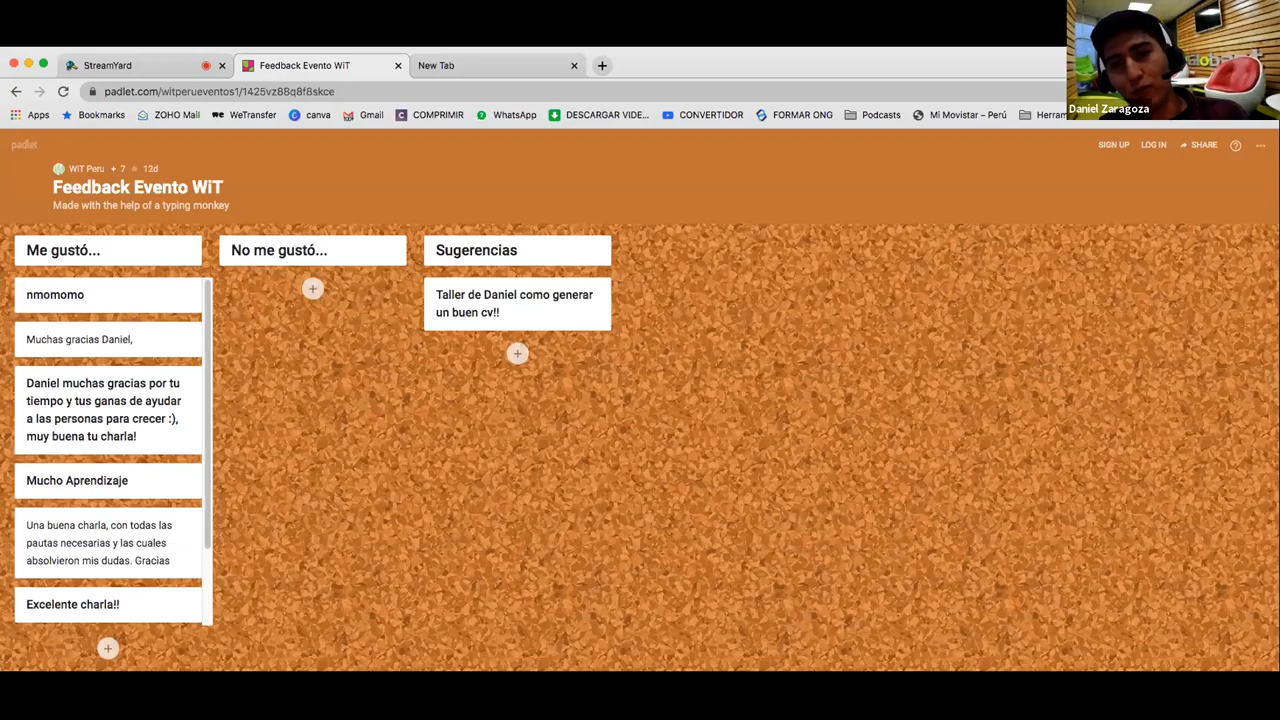 StreamYard
Feedback Evento WiT
New Tab
padlet.com/witperueventos1/1425vz88q8f8skce
Apps
Bookmarks
ZOHO Mail
WeTransfer
canva
Gmail
COMPRIMIR
WhatsApp
DESCARGAR VIDE...
CONVERTIDOR
FORMAR ONG
Podcasts
Mi Movistar – Perú
Herram
Daniel Zaragoza
padlet
SIGN UP
LOG IN
SHARE
WiT Peru + 7 12d
Feedback Evento WiT
Made with the help of a typing monkey
Me gustó...
nmomomo
Muchas gracias Daniel,
Daniel muchas gracias por tu
tiempo y tus ganas de ayudar
a las personas para crecer :),
muy buena tu charla!
Mucho Aprendizaje
Una buena charla, con todas las
pautas necesarias y las cuales
absolvieron mis dudas. Gracias
Excelente charla!!
No me gustó...
Sugerencias
Taller de Daniel como generar
un buen cv!!